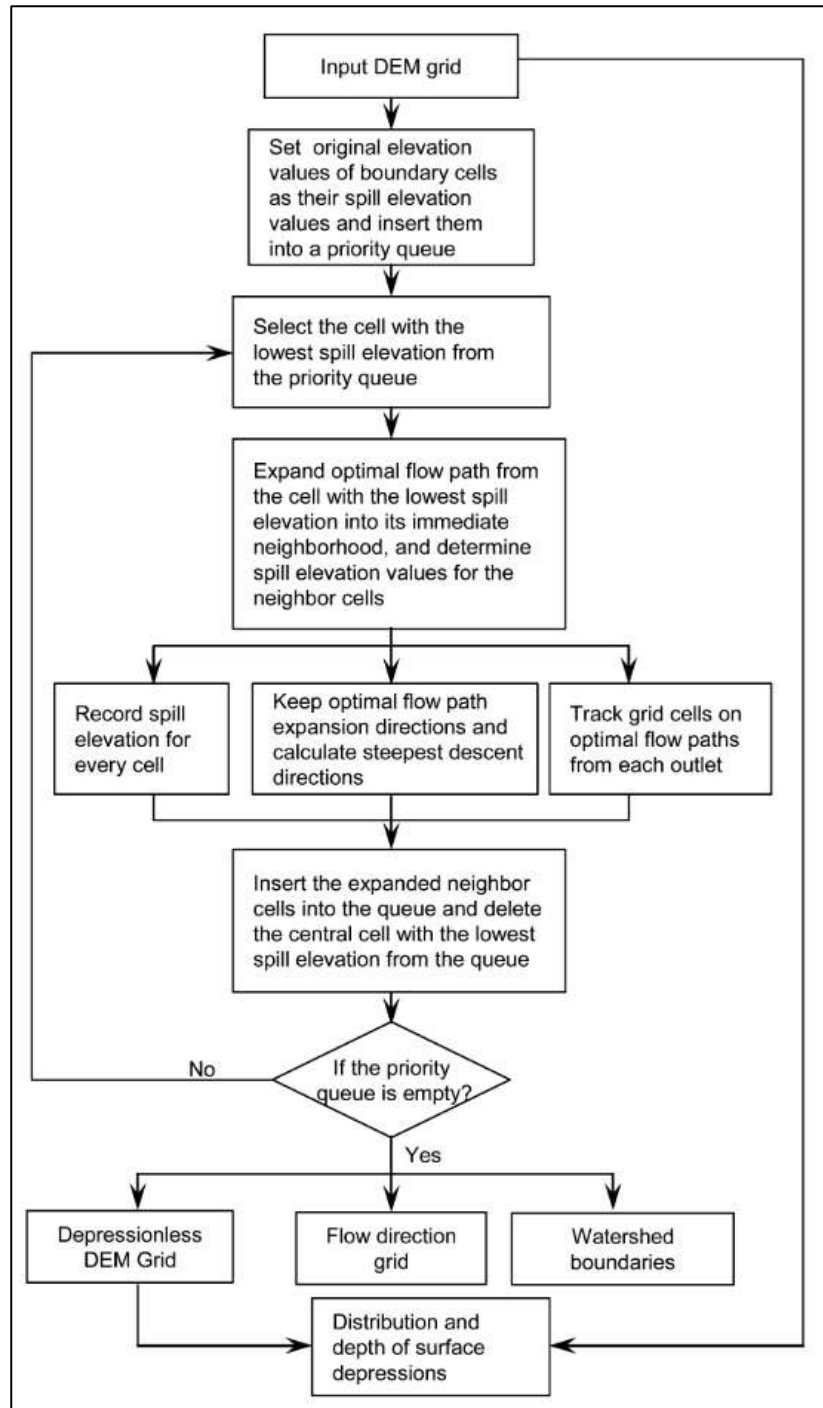 Input DEM grid
Set original elevation
values of boundary cells
as their spill elevation
values and insert them
into a priority queue
Select the cell with the
lowest spill elevation from
the priority queue
Expand optimal flow path from
the cell with the lowest spill
elevation into its immediate
neighborhood, and determine
spill elevation values for the
neighbor cells
Record spill
elevation for
every cell
Keep optimal flow path
expansion directions and
calculate steepest descent
directions
Track grid cells on
optimal flow paths
from each outlet
Insert the expanded neighbor
cells into the queue and delete
the central cell with the lowest
spill elevation from the queue
No
If the priority
queue is empty?
Yes
Depressionless
DEM Grid
Flow direction
grid
Watershed
boundaries
Distribution and
depth of surface
depressions